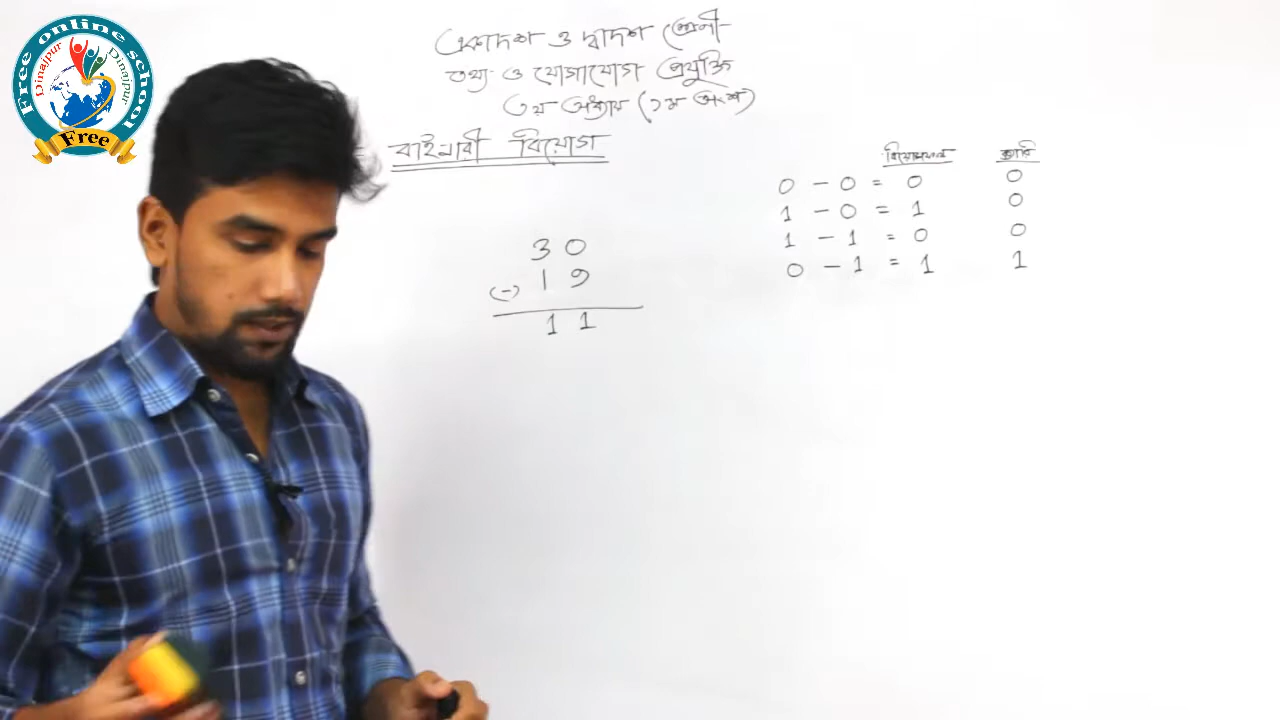 Free online school
Dinajpur Dinajpur
Free
একাদশ ও দ্বাদশ শ্রেণী
তথ্য ও যোগাযোগ প্রযুক্তি
৩য় অধ্যায় (১ম অংশ)
বাইনারী বিয়োগ
বিয়োগফল ক্যারি
0 - 0 = 0 0
1 - 0 = 1 0
1 - 1 = 0 0
0 - 1 = 1 1
30
(-) 19
11